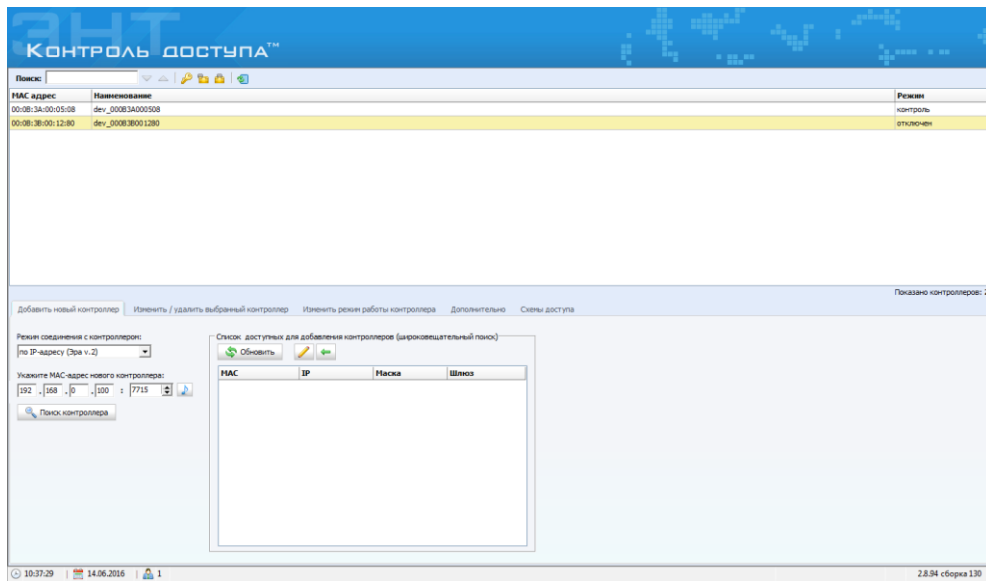 ЭНТ
Контроль доступа™
Поиск:
MAC адрес Наименование Режим
00:0B:3A:00:05:08 dev_000B3A000508 контроль
00:0B:3B:00:12:80 dev_000B3B001280 отключен
Показано контроллеров: 2
Добавить новый контроллер Изменить / удалить выбранный контроллер Изменить режим работы контроллера Дополнительно Схемы доступа
Режим соединения с контроллером:
по IP-адресу (Эра v.2)
Укажите MAC-адрес нового контроллера:
192 . 168 . 0 . 100 : 7715
Поиск контроллера
Список доступных для добавления контроллеров (широковещательный поиск)
Обновить
MAC IP Маска Шлюз
10:37:29 14.06.2016 1 2.8.94 сборка 130